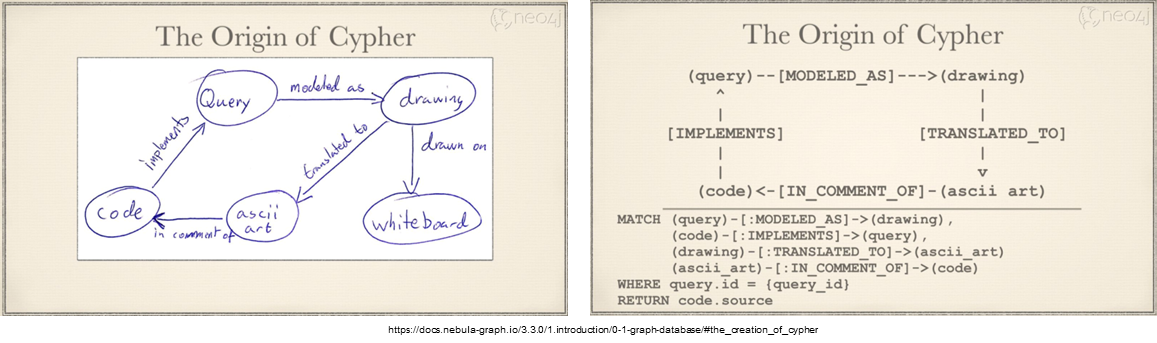 neo4j
The Origin of Cypher
Query
modeled as
drawing
implements
translated to
drawn on
code
ascii
art
in comment of
whiteboard
neo4j
The Origin of Cypher
(query)--[MODELED_AS]--->(drawing)
^ |
| |
[IMPLEMENTS] [TRANSLATED_TO]
| |
| v
(code)<-[IN_COMMENT_OF]-(ascii art)
MATCH (query)-[:MODELED_AS]->(drawing),
(code)-[:IMPLEMENTS]->(query),
(drawing)-[:TRANSLATED_TO]->(ascii_art)
(ascii_art)-[:IN_COMMENT_OF]->(code)
WHERE query.id = {query_id}
RETURN code.source
https://docs.nebula-graph.io/3.3.0/1.introduction/0-1-graph-database/#the_creation_of_cypher